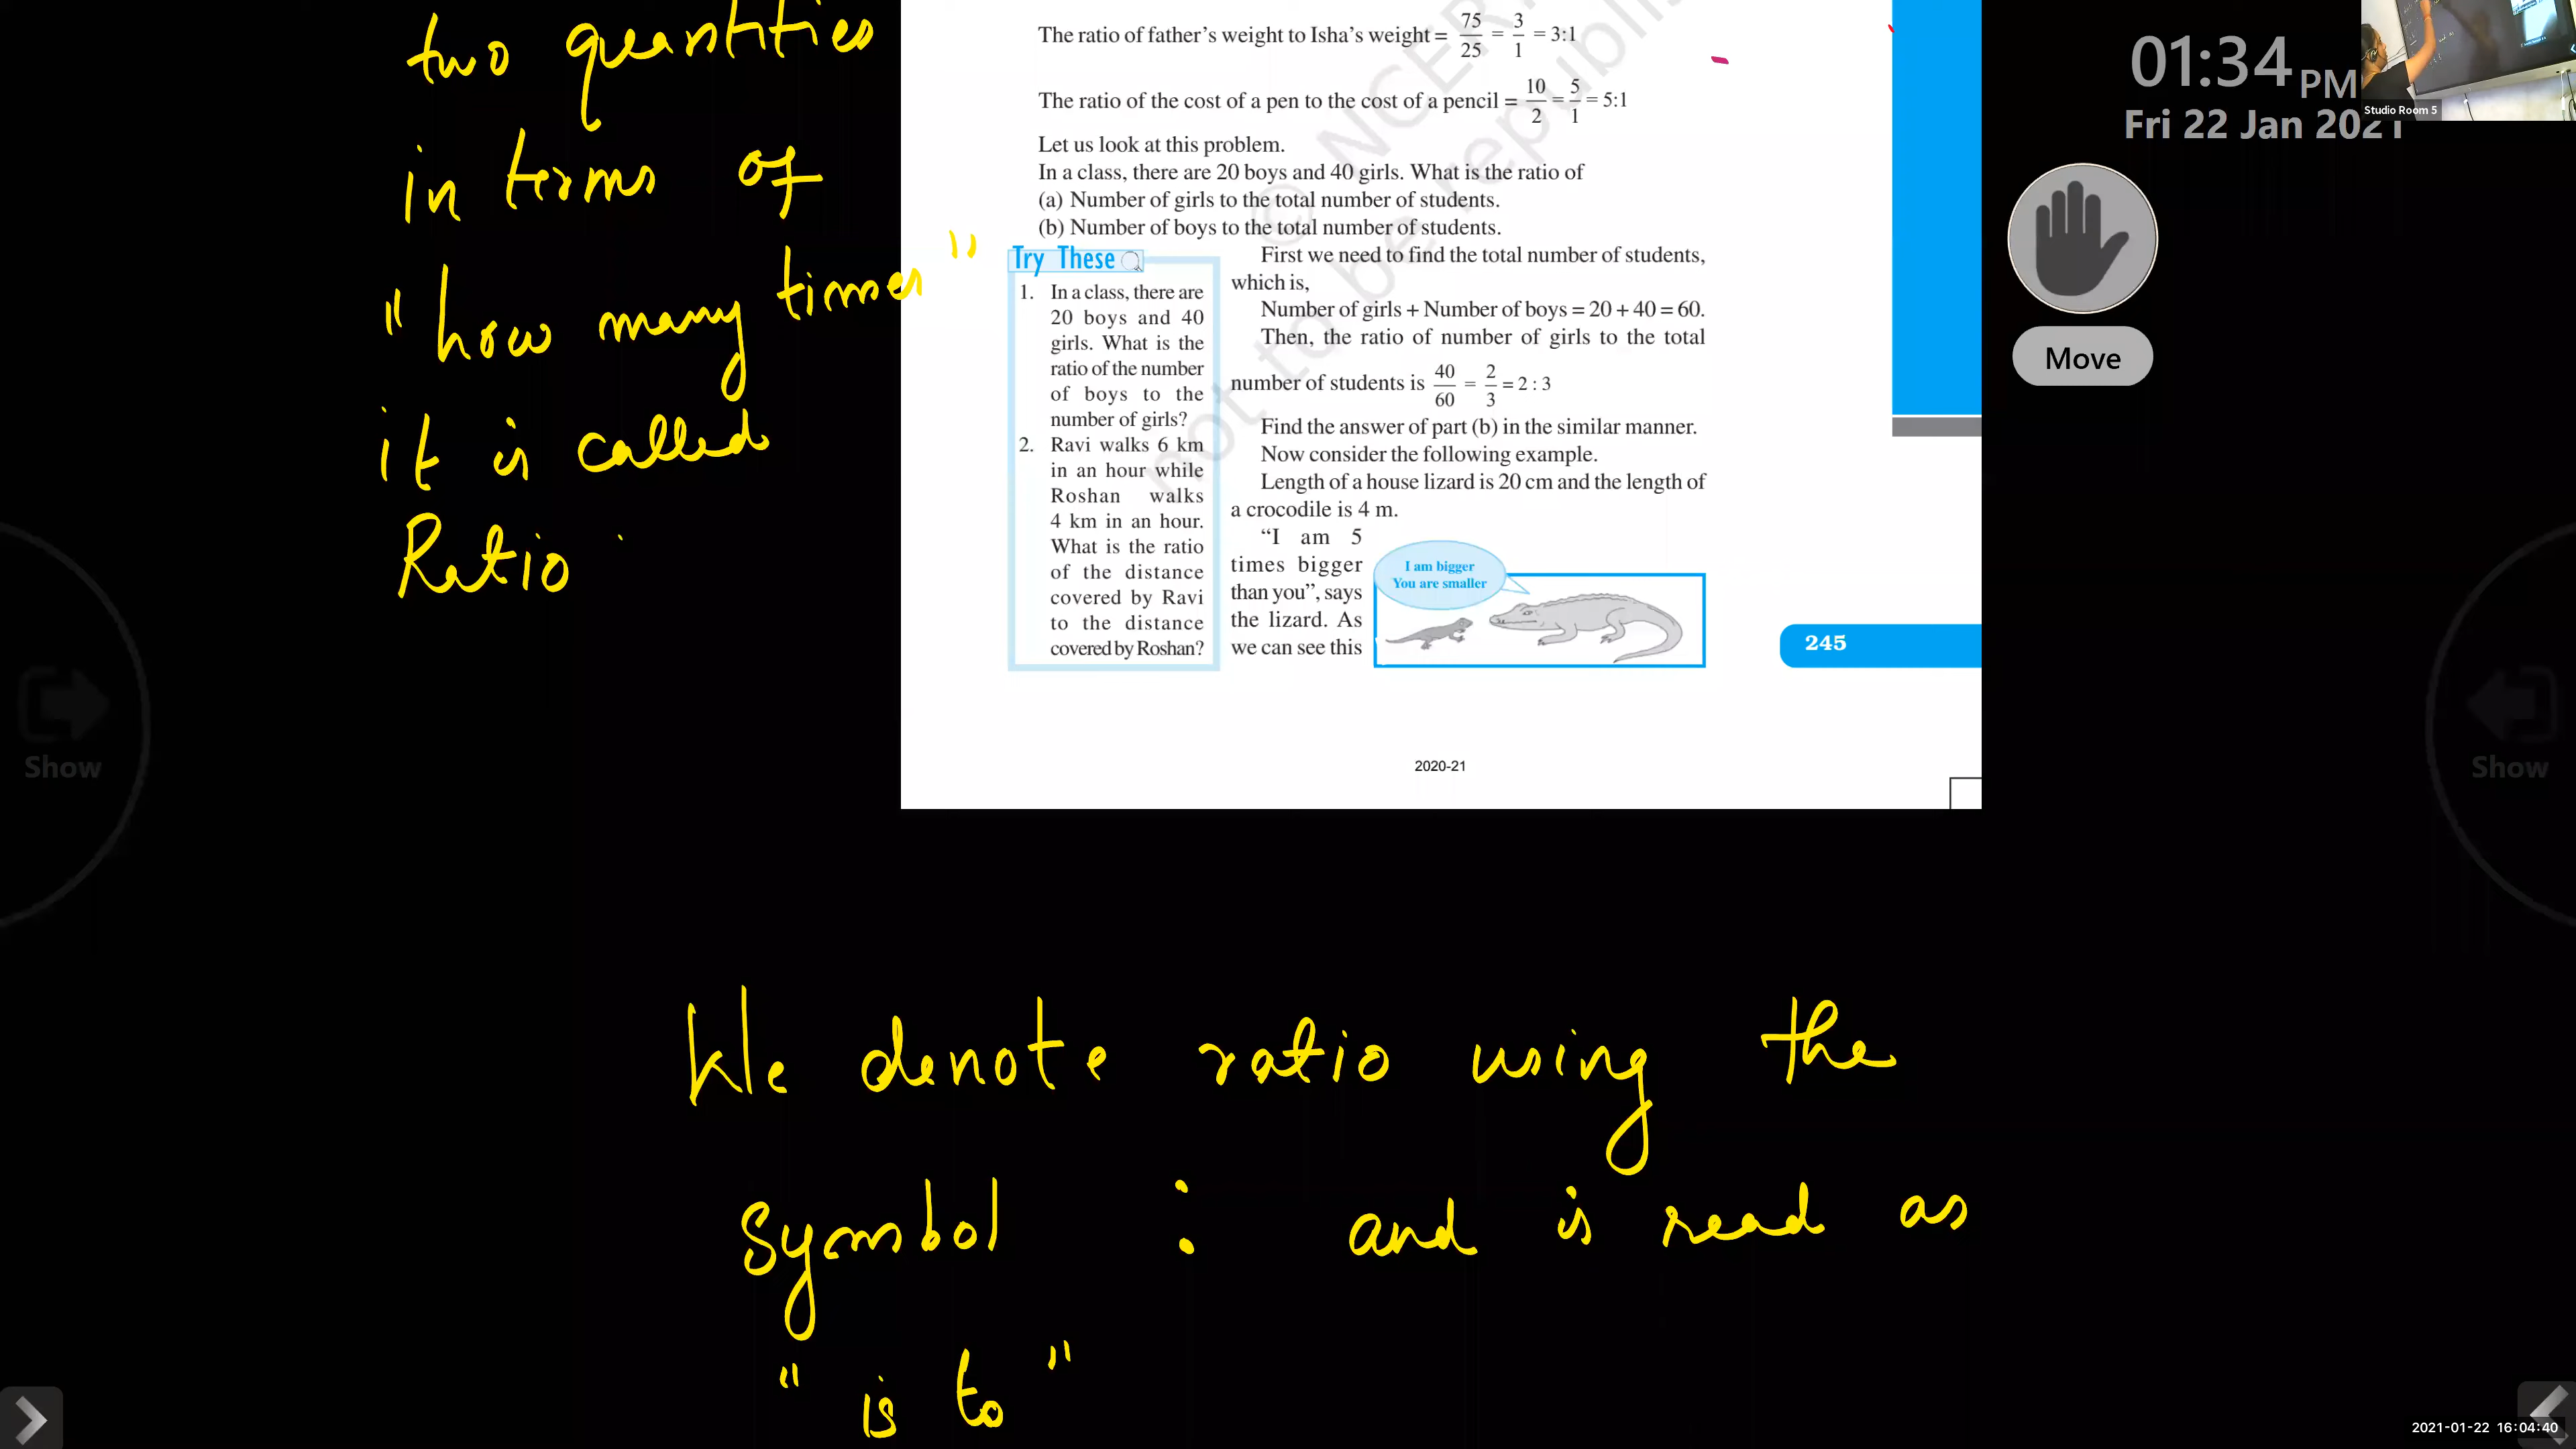 two quantities
in terms of
"how many times"
it is called
Ratio
The ratio of father's weight to Isha's weight = 75/25 = 3/1 = 3:1
The ratio of the cost of a pen to the cost of a pencil = 10/2 = 5/1 = 5:1
Let us look at this problem.
In a class, there are 20 boys and 40 girls. What is the ratio of
(a) Number of girls to the total number of students.
(b) Number of boys to the total number of students.
Try These
1. In a class, there are
20 boys and 40
girls. What is the
ratio of the number
of boys to the
number of girls?
2. Ravi walks 6 km
in an hour while
Roshan walks
4 km in an hour.
What is the ratio
of the distance
covered by Ravi
to the distance
covered by Roshan?
First we need to find the total number of students,
which is,
Number of girls + Number of boys = 20 + 40 = 60.
Then, the ratio of number of girls to the total
number of students is 40/60 = 2/3 = 2 : 3
Find the answer of part (b) in the similar manner.
Now consider the following example.
Length of a house lizard is 20 cm and the length of
a crocodile is 4 m.
"I am 5
times bigger
than you", says
the lizard. As
we can see this
I am bigger
You are smaller
245
2020-21
© NCERT
not to be republis
We denote ratio using the
symbol : and is read as
"is to"
01:34 PM
Fri 22 Jan 2021
Studio Room 5
Move
Show
Show
2021-01-22 16:04:40